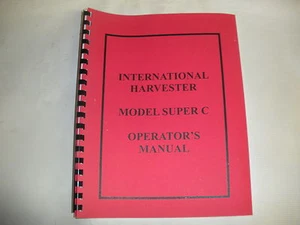 INTERNATIONAL
HARVESTER
MODEL SUPER C
OPERATOR'S
MANUAL